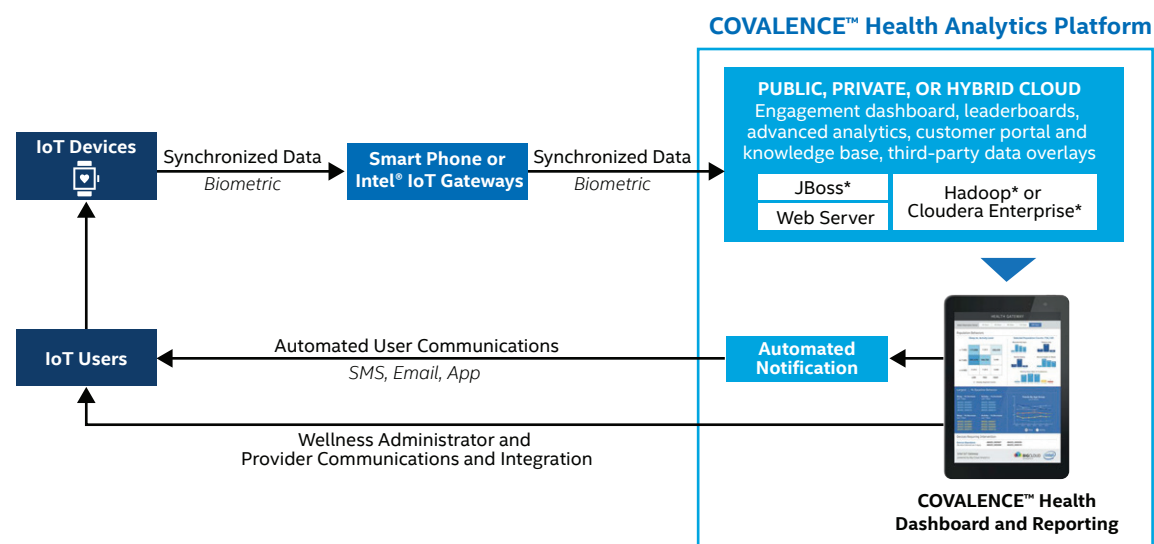 COVALENCE™ Health Analytics Platform
PUBLIC, PRIVATE, OR HYBRID CLOUD
Engagement dashboard, leaderboards,
advanced analytics, customer portal and
knowledge base, third-party data overlays
JBoss*
Web Server
Hadoop* or
Cloudera Enterprise*
IoT Devices
Synchronized Data
Biometric
Smart Phone or
Intel® IoT Gateways
Synchronized Data
Biometric
IoT Users
Automated User Communications
SMS, Email, App
Automated
Notification
Wellness Administrator and
Provider Communications and Integration
HEALTH GATEWAY
COVALENCE™ Health
Dashboard and Reporting